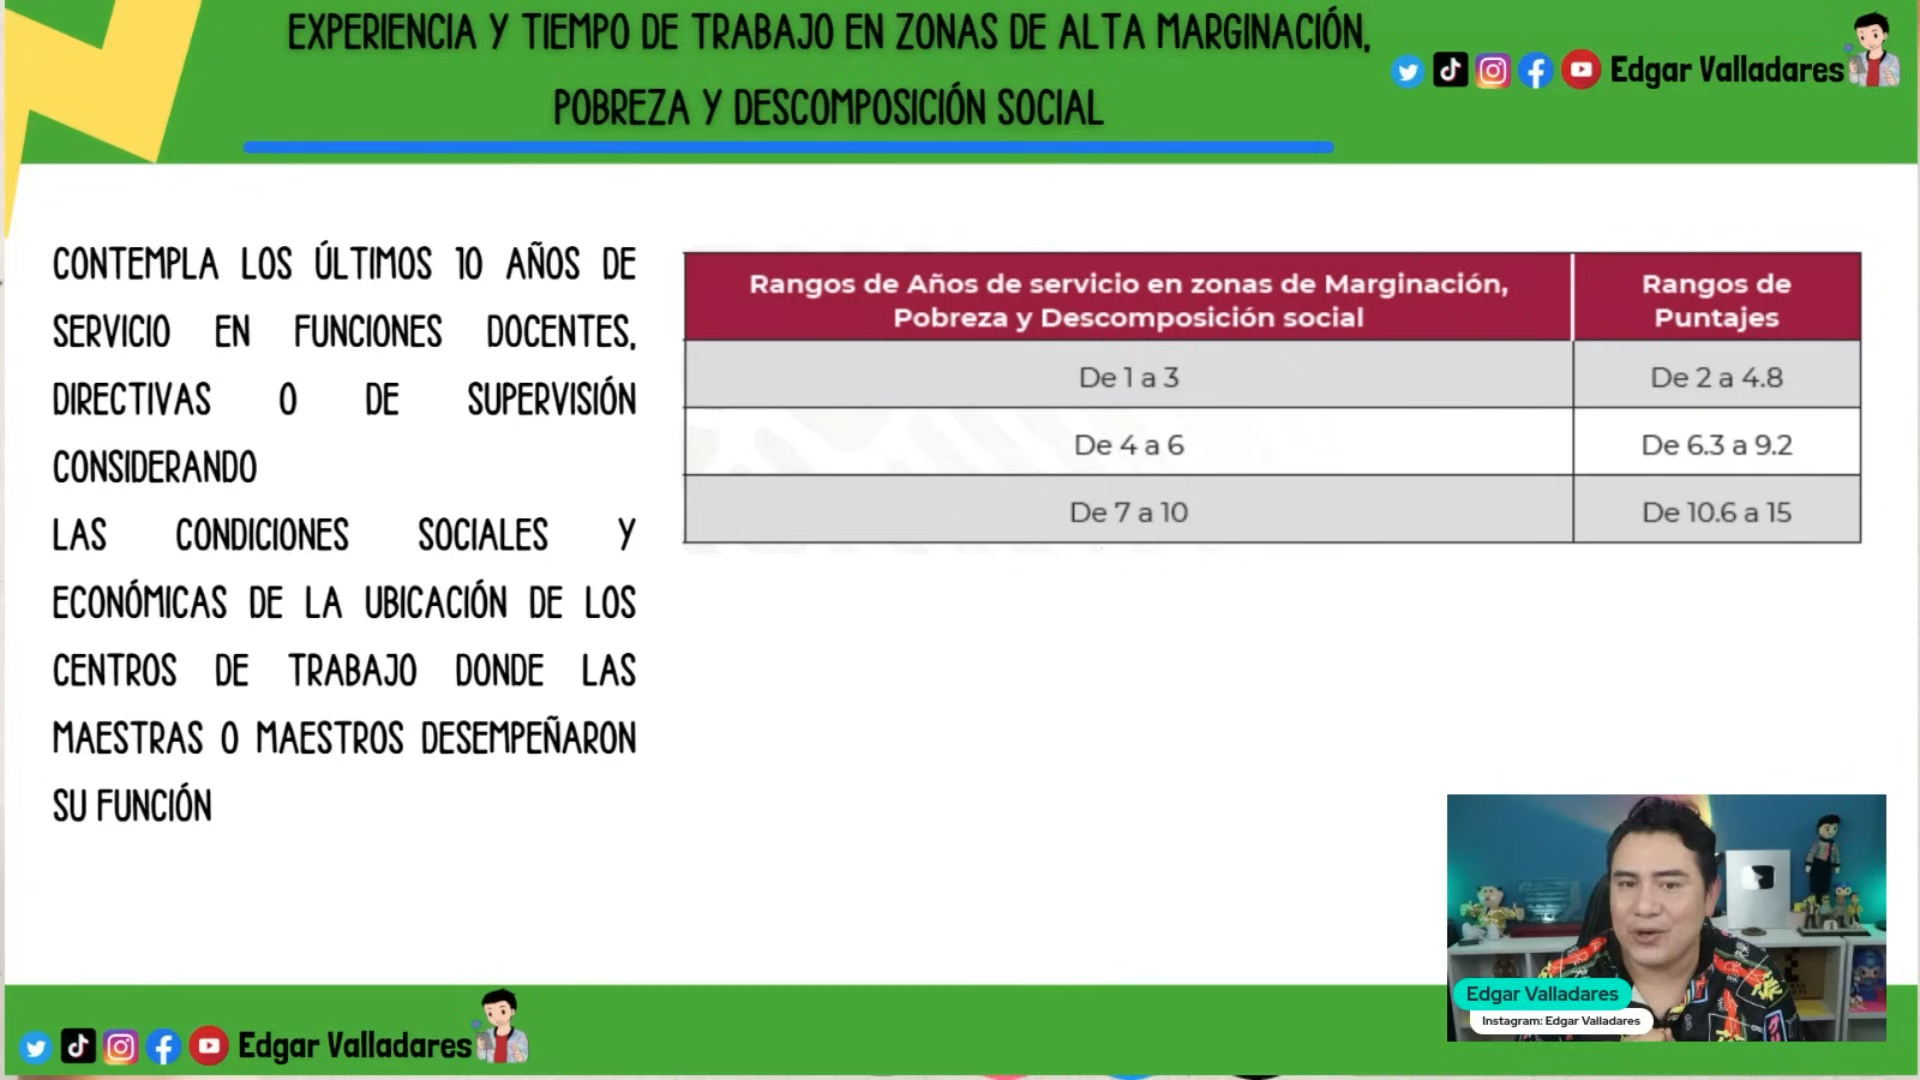 EXPERIENCIA Y TIEMPO DE TRABAJO EN ZONAS DE ALTA MARGINACIÓN,
POBREZA Y DESCOMPOSICIÓN SOCIAL
Edgar Valladares
CONTEMPLA LOS ÚLTIMOS 10 AÑOS DE
SERVICIO EN FUNCIONES DOCENTES,
DIRECTIVAS O DE SUPERVISIÓN
CONSIDERANDO
LAS CONDICIONES SOCIALES Y
ECONÓMICAS DE LA UBICACIÓN DE LOS
CENTROS DE TRABAJO DONDE LAS
MAESTRAS O MAESTROS DESEMPEÑARON
SU FUNCIÓN
Rangos de Años de servicio en zonas de Marginación,
Pobreza y Descomposición social
Rangos de
Puntajes
De 1 a 3
De 2 a 4.8
De 4 a 6
De 6.3 a 9.2
De 7 a 10
De 10.6 a 15
Edgar Valladares
Instagram: Edgar Valladares
Edgar Valladares